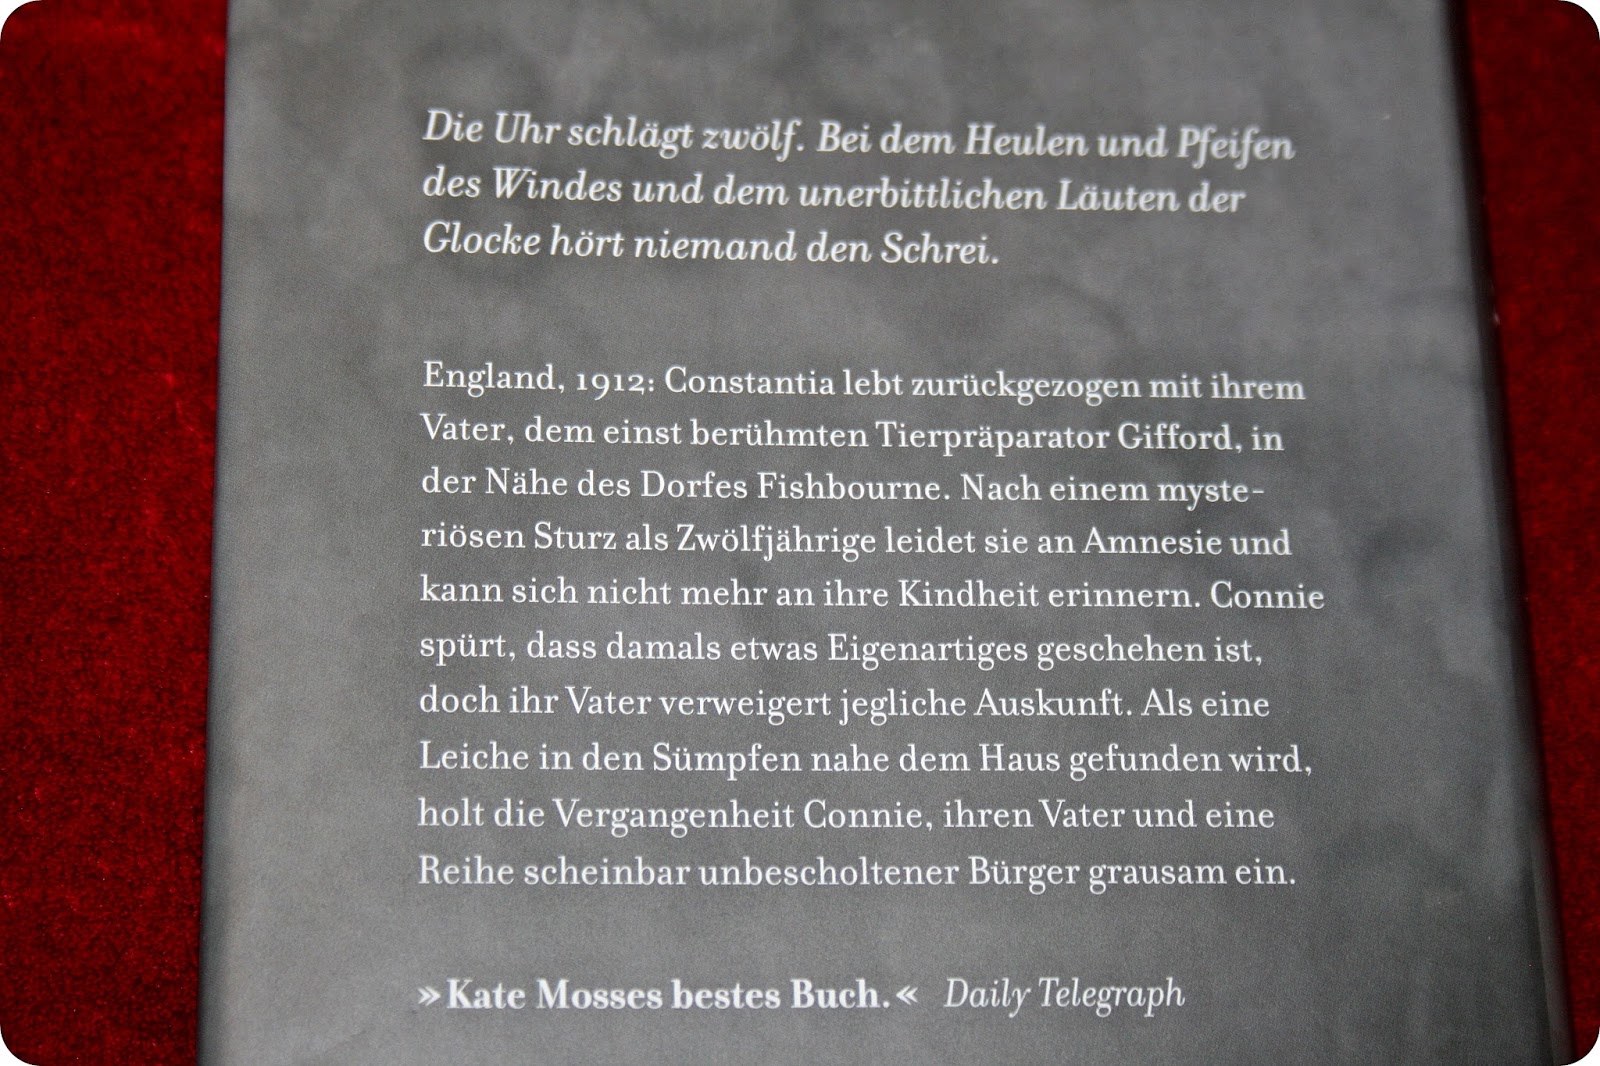 Die Uhr schlägt zwölf. Bei dem Heulen und Pfeifen
des Windes und dem unerbittlichen Läuten der
Glocke hört niemand den Schrei.
England, 1912: Constantia lebt zurückgezogen mit ihrem
Vater, dem einst berühmten Tierpräparator Gifford, in
der Nähe des Dorfes Fishbourne. Nach einem myste-
riösen Sturz als Zwölfjährige leidet sie an Amnesie und
kann sich nicht mehr an ihre Kindheit erinnern. Connie
spürt, dass damals etwas Eigenartiges geschehen ist,
doch ihr Vater verweigert jegliche Auskunft. Als eine
Leiche in den Sümpfen nahe dem Haus gefunden wird,
holt die Vergangenheit Connie, ihren Vater und eine
Reihe scheinbar unbescholtener Bürger grausam ein.
»Kate Mosses bestes Buch.« Daily Telegraph